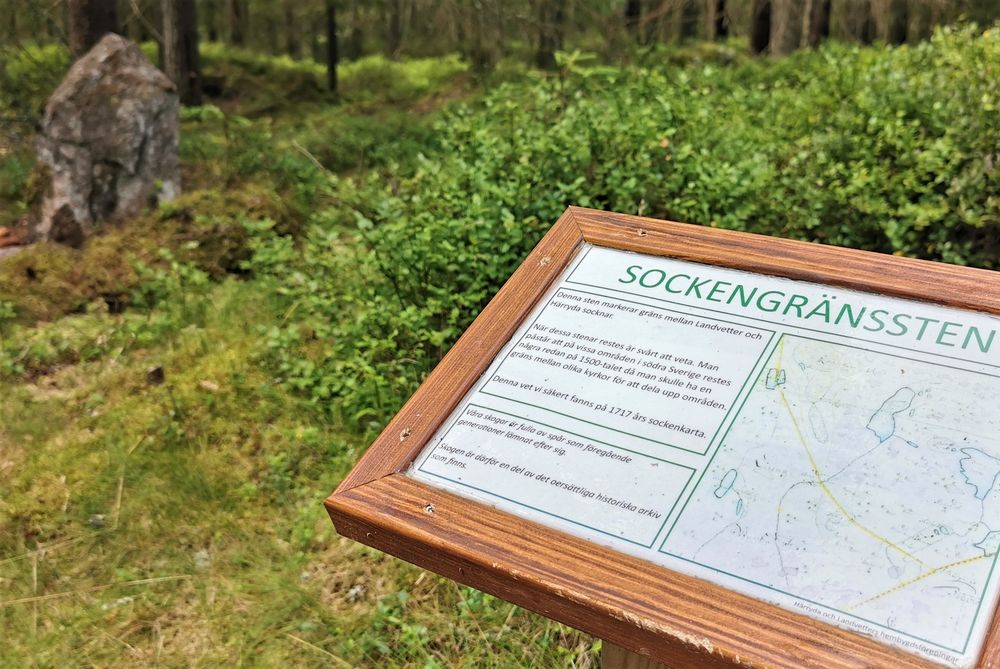 SOCKENGRÄNSSTEN
Denna sten markerar gräns mellan Landvetter och
Härryda socknar.
När dessa stenar restes är svårt att veta. Man
påstår att på vissa områden i södra Sverige restes
några redan på 1500-talet då man skulle ha en
gräns mellan olika kyrkor för att dela upp områden.
Denna vet vi säkert fanns på 1717 års sockenkarta.
Våra skogar är fulla av spår som föregående
generationer lämnat efter sig.
Skogen är därför en del av det oersättliga historiska arkiv
som finns.
Härryda och Landvetters hembygdsföreningar